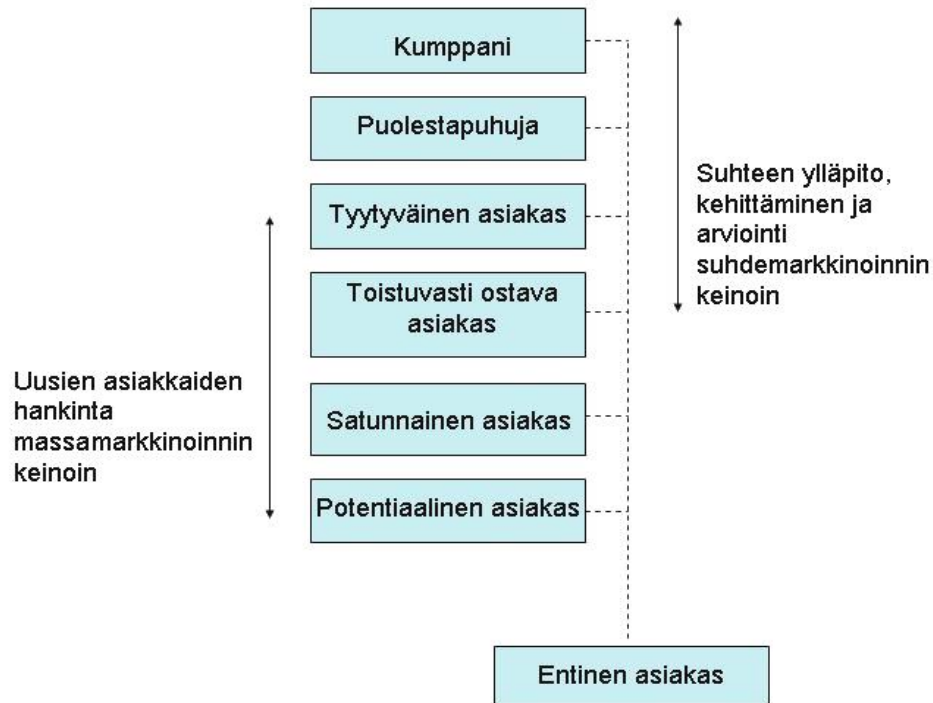 Kumppani
Puolestapuhuja
Tyytyväinen asiakas
Toistuvasti ostava
asiakas
Satunnainen asiakas
Potentiaalinen asiakas
Entinen asiakas
Uusien asiakkaiden
hankinta
massamarkkinoinnin
keinoin
Suhteen ylläpito,
kehittäminen ja
arviointi
suhdemarkkinoinnin
keinoin